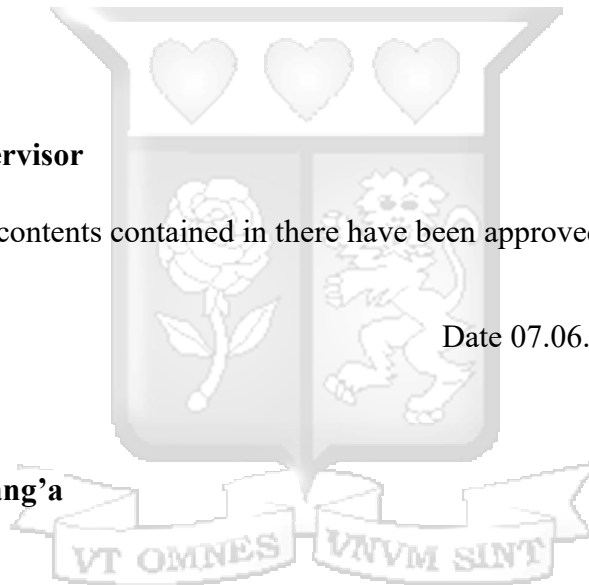 ervisor
contents contained in there have been approved
Date 07.06.
ang’a
VT OMNES VNVM SINT